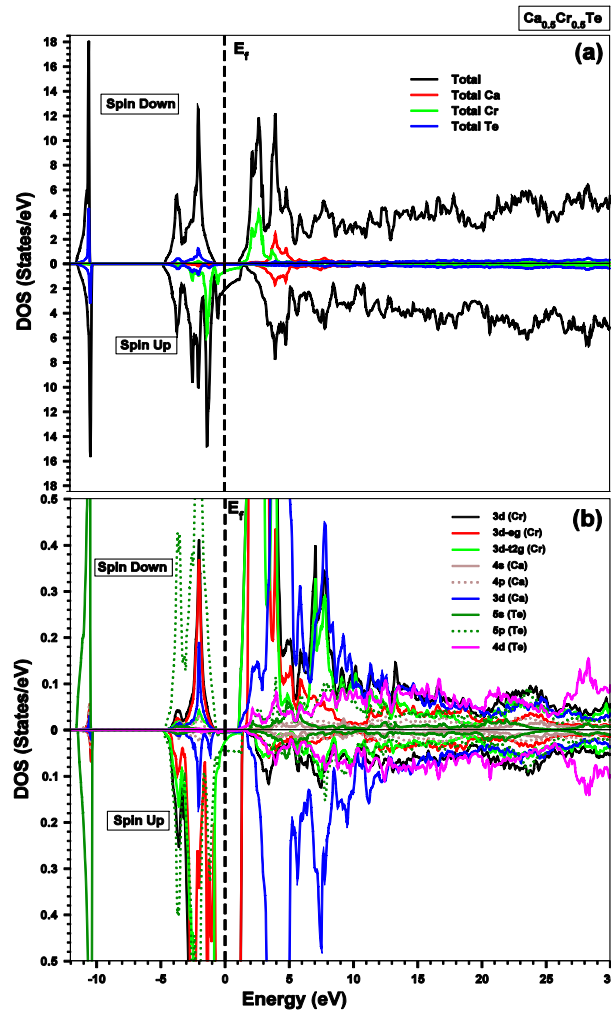 Ca0.5Cr0.5Te
(a)
Ef
Spin Down
Total
Total Ca
Total Cr
Total Te
DOS (States/eV)
18
16
14
12
10
8
6
4
2
0
2
4
6
8
10
12
14
16
18
Spin Up
(b)
Ef
Spin Down
3d (Cr)
3d-eg (Cr)
3d-t2g (Cr)
4s (Ca)
4p (Ca)
3d (Ca)
5s (Te)
5p (Te)
4d (Te)
DOS (States/eV)
0.5
0.4
0.3
0.2
0.1
0
0.1
0.2
0.3
0.4
0.5
Spin Up
-10 -5 0 5 10 15 20 25 30
Energy (eV)